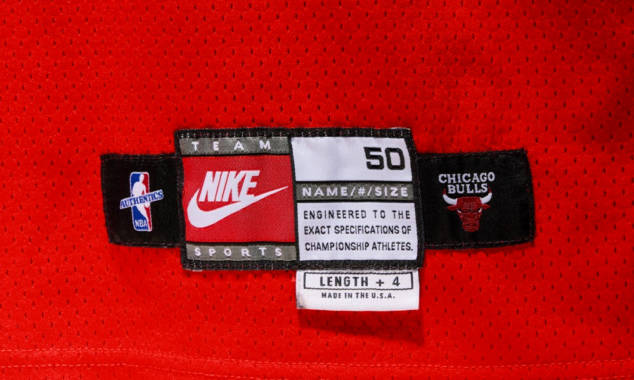 TEAM
NIKE
SPORTS
50
NAME/#/SIZE
ENGINEERED TO THE
EXACT SPECIFICATIONS OF
CHAMPIONSHIP ATHLETES.
LENGTH + 4
MADE IN THE U.S.A.
AUTHENTICS
NBA
CHICAGO
BULLS